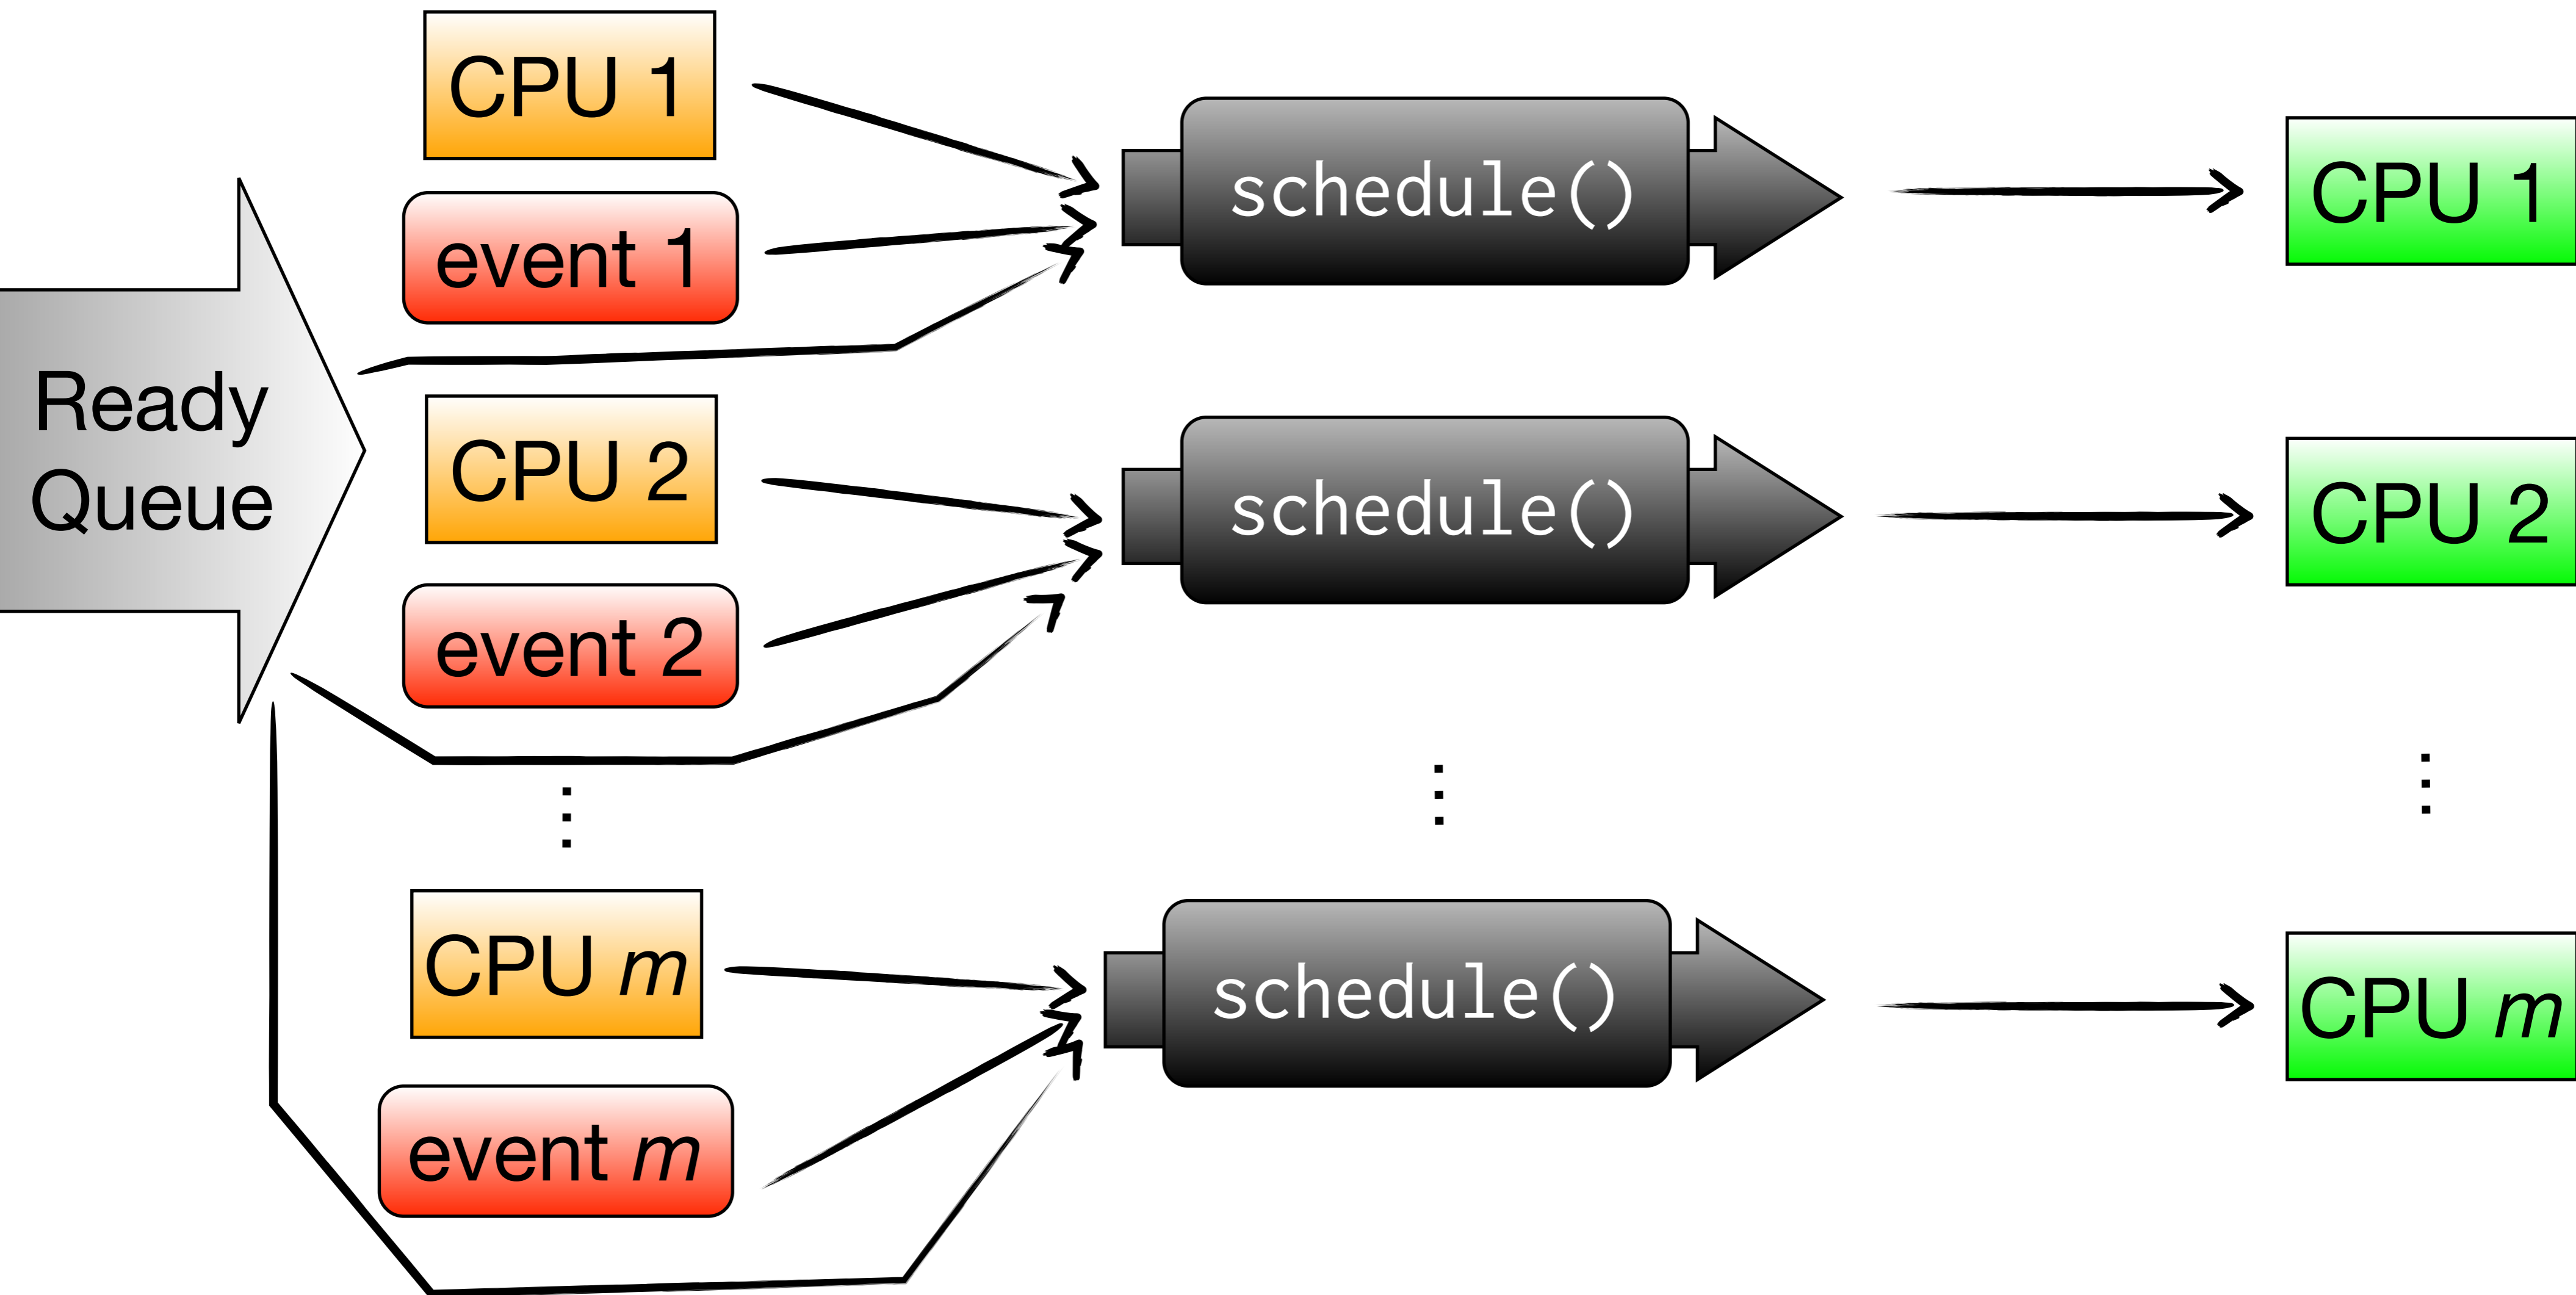 Ready
Queue
CPU 1
event 1
schedule()
CPU 1
CPU 2
event 2
schedule()
CPU 2
CPU m
event m
schedule()
CPU m